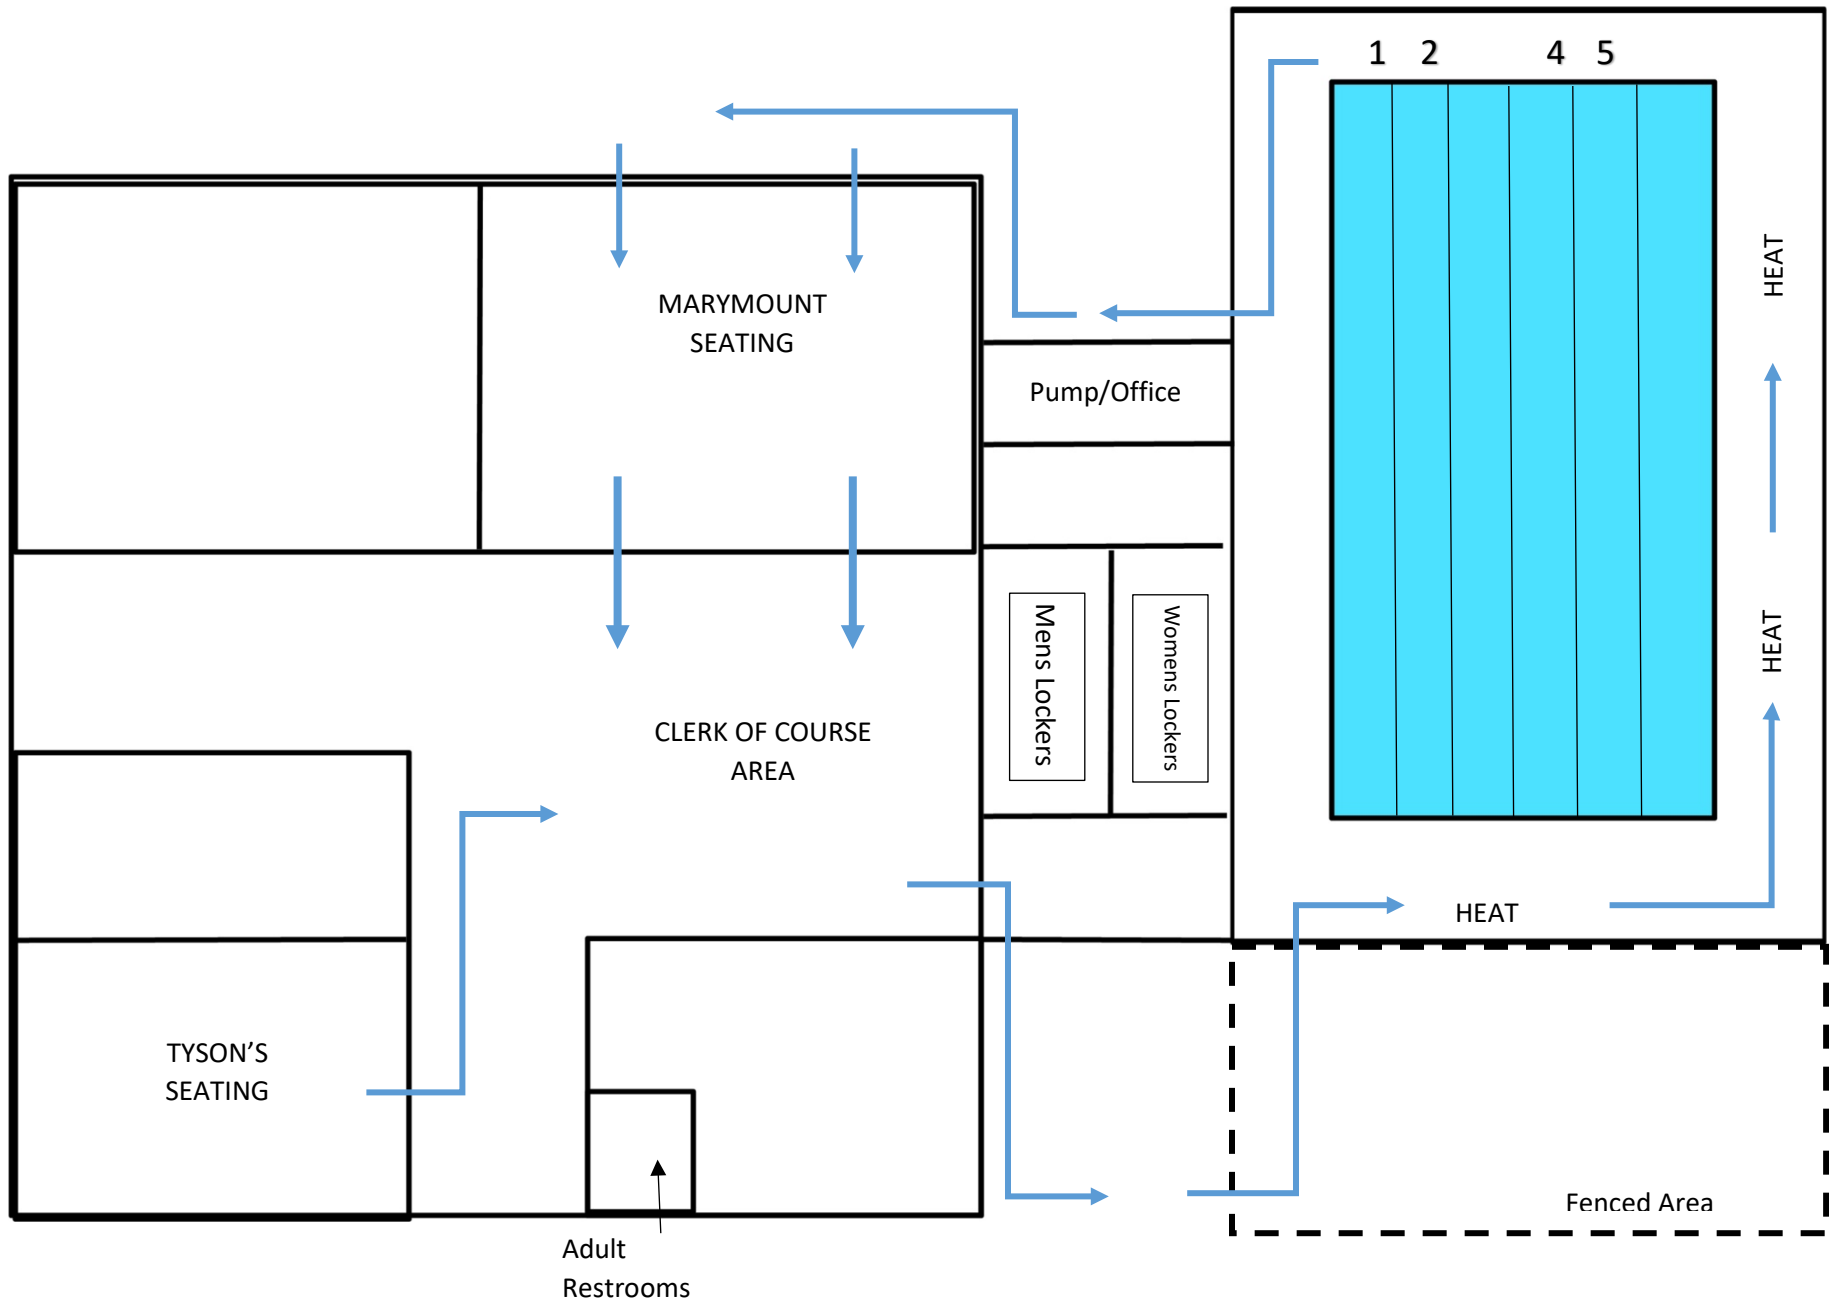 1 2 4 5
HEAT
MARYMOUNT
SEATING
Pump/Office
Mens Lockers
Womens Lockers
HEAT
CLERK OF COURSE
AREA
HEAT
TYSON’S
SEATING
Fenced Area
Adult
Restrooms